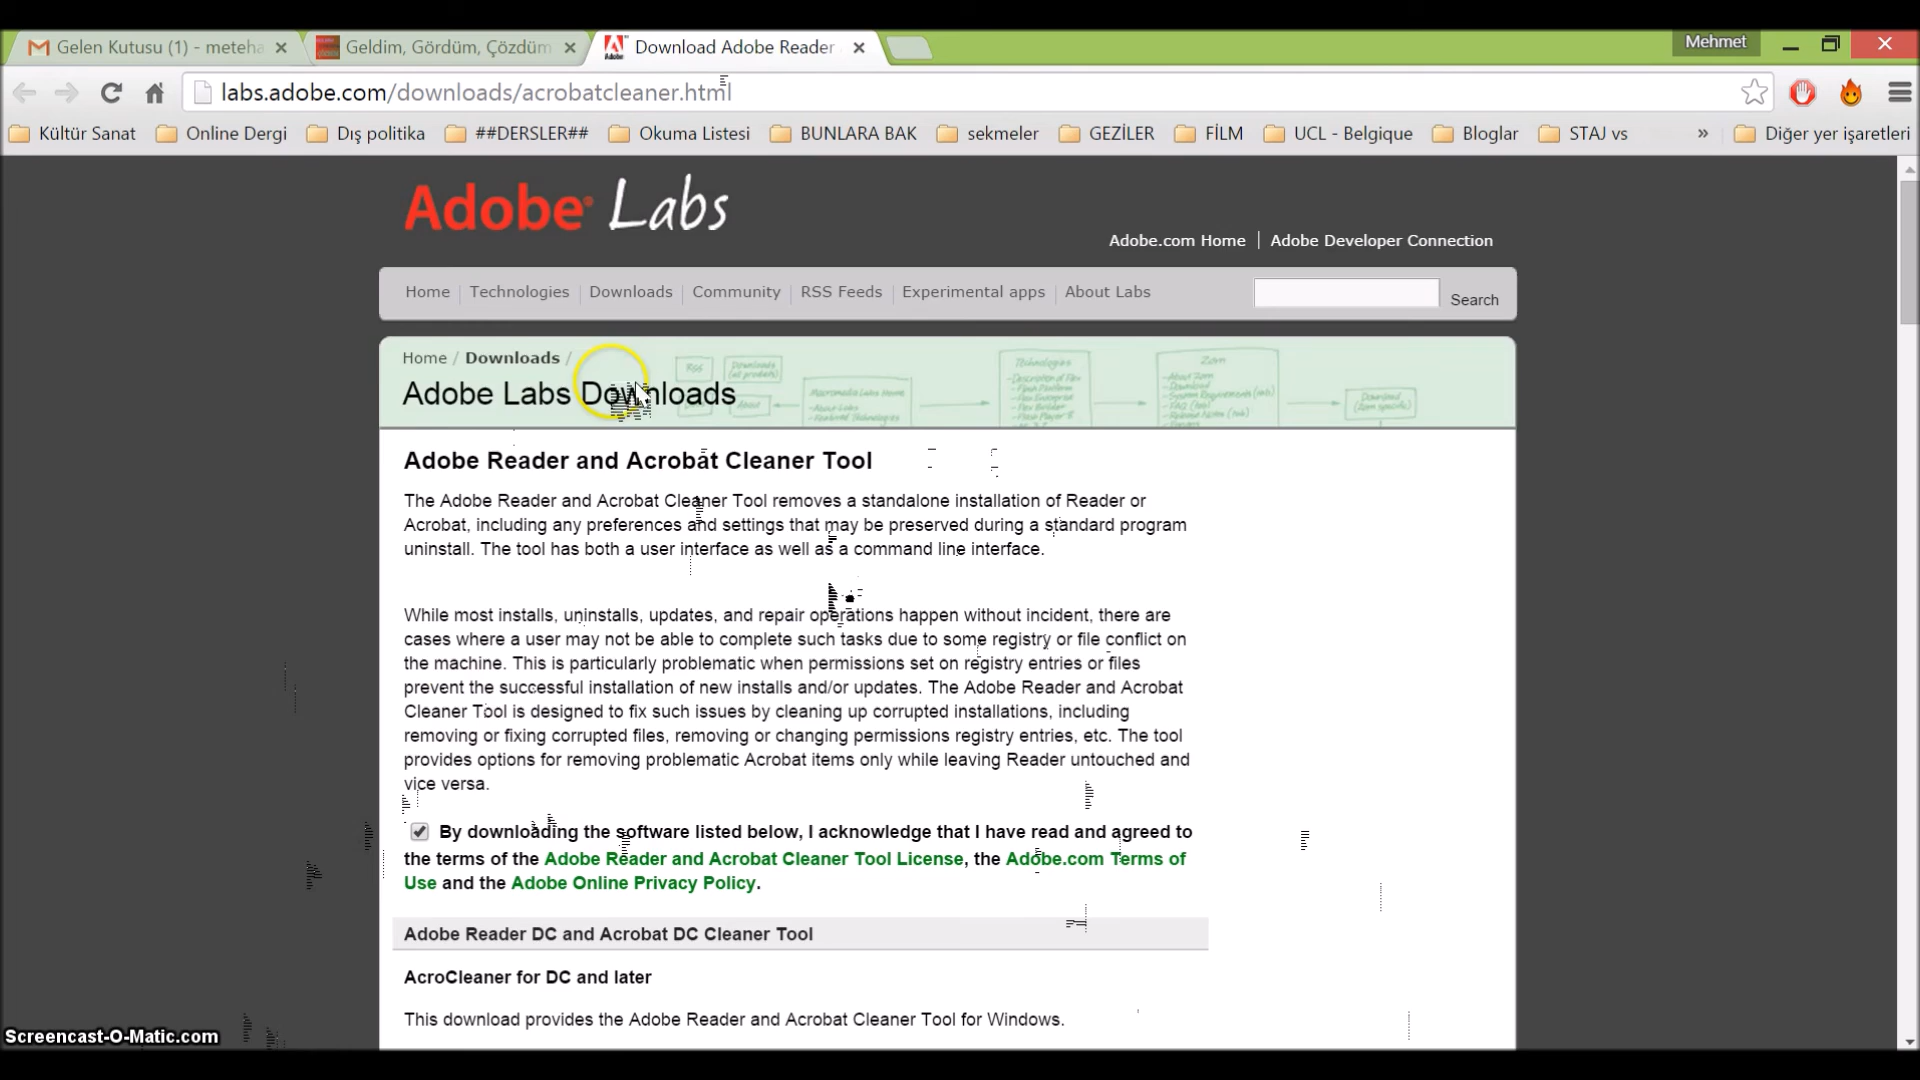 Gelen Kutusu (1) - meteha
Geldim, Gördüm, Çözdüm
Download Adobe Reader
Mehmet
labs.adobe.com/downloads/acrobatcleaner.html
Kültür Sanat
Online Dergi
Dış politika
##DERSLER##
Okuma Listesi
BUNLARA BAK
sekmeler
GEZİLER
FİLM
UCL - Belgique
Bloglar
STAJ vs
»
Diğer yer işaretleri
Adobe Labs
Adobe.com Home | Adobe Developer Connection
Home | Technologies | Downloads | Community | RSS Feeds | Experimental apps | About Labs
Search
Home / Downloads /
Adobe Labs Downloads
Adobe Reader and Acrobat Cleaner Tool
The Adobe Reader and Acrobat Cleaner Tool removes a standalone installation of Reader or
Acrobat, including any preferences and settings that may be preserved during a standard program
uninstall. The tool has both a user interface as well as a command line interface.
While most installs, uninstalls, updates, and repair operations happen without incident, there are
cases where a user may not be able to complete such tasks due to some registry or file conflict on
the machine. This is particularly problematic when permissions set on registry entries or files
prevent the successful installation of new installs and/or updates. The Adobe Reader and Acrobat
Cleaner Tool is designed to fix such issues by cleaning up corrupted installations, including
removing or fixing corrupted files, removing or changing permissions registry entries, etc. The tool
provides options for removing problematic Acrobat items only while leaving Reader untouched and
vice versa.
By downloading the software listed below, I acknowledge that I have read and agreed to
the terms of the Adobe Reader and Acrobat Cleaner Tool License, the Adobe.com Terms of
Use and the Adobe Online Privacy Policy.
Adobe Reader DC and Acrobat DC Cleaner Tool
AcroCleaner for DC and later
This download provides the Adobe Reader and Acrobat Cleaner Tool for Windows.
Screencast-O-Matic.com